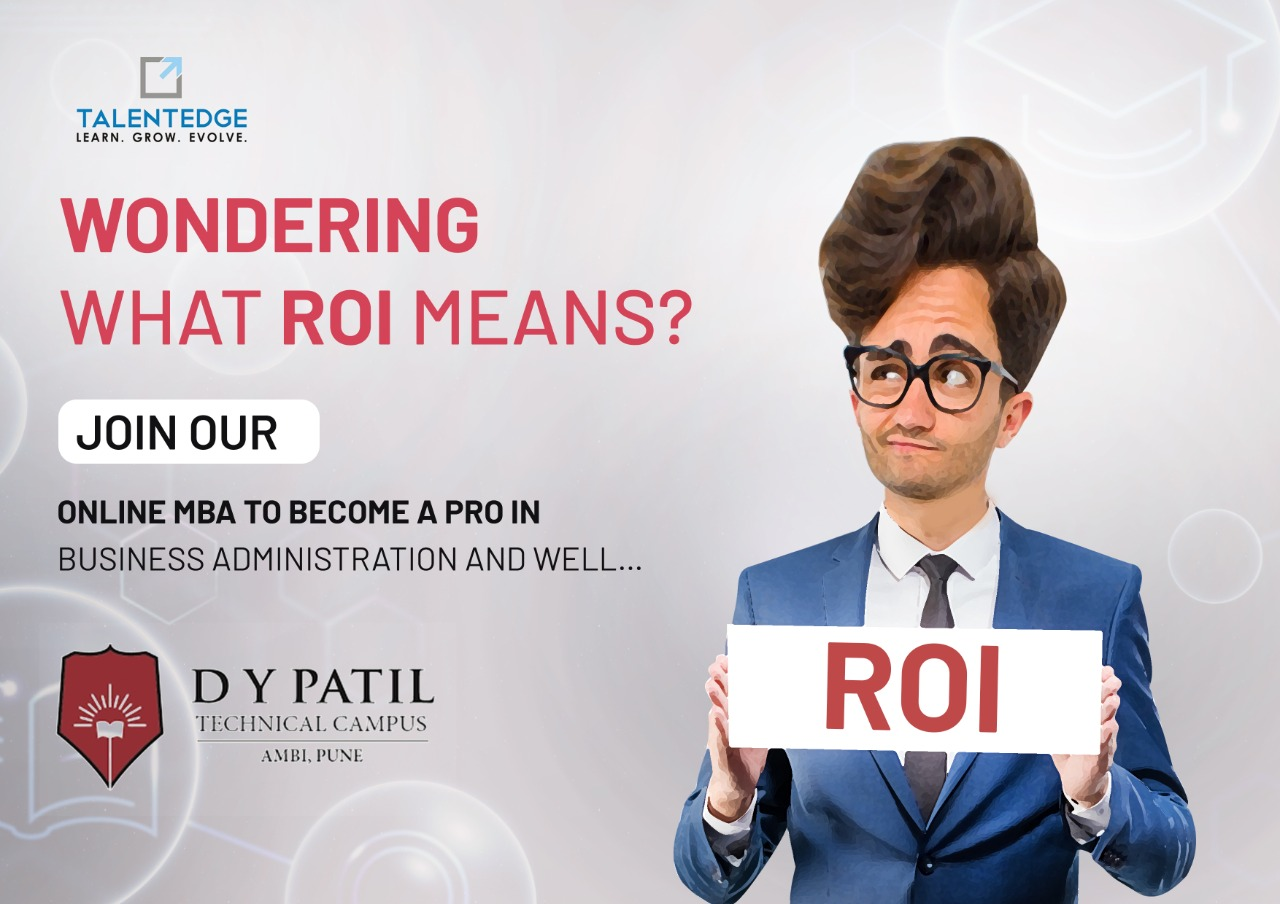 TALENTEDGE
LEARN. GROW. EVOLVE.
WONDERING
WHAT ROI MEANS?
JOIN OUR
ONLINE MBA TO BECOME A PRO IN
BUSINESS ADMINISTRATION AND WELL...
D Y PATIL
TECHNICAL CAMPUS
AMBI, PUNE
ROI